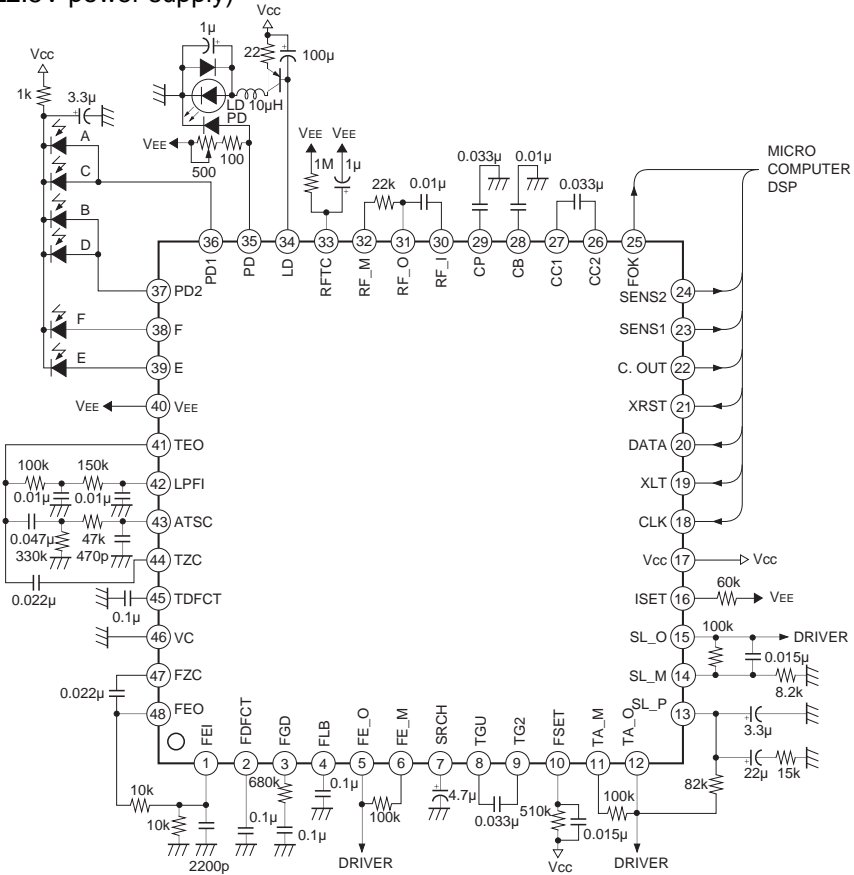 Vcc
1µ
22
100µ
Vcc
1k
3.3µ
LD
10µH
PD
A
VEE
500
100
VEE
VEE
1M
1µ
0.033µ
0.01µ
MICRO
COMPUTER
DSP
C
22k
0.01µ
0.033µ
B
D
36
35
34
33
32
31
30
29
28
27
26
25
PD1
PD
LD
RFTC
RF_M
RF_O
RF_I
CP
CB
CC1
CC2
FOK
37 PD2
SENS2 24
F
38 F
SENS1 23
E
39 E
C. OUT 22
VEE
40 VEE
XRST 21
41 TEO
DATA 20
100k
150k
0.01µ
0.01µ
42 LPFI
XLT 19
0.047µ
47k
330k
470p
43 ATSC
CLK 18
44 TZC
Vcc 17
Vcc
0.022µ
60k
45 TDFCT
ISET 16
VEE
0.1µ
100k
46 VC
SL_O 15
DRIVER
0.015µ
47 FZC
SL_M 14
8.2k
0.022µ
48 FEO
SL_P
13
3.3µ
FEI
FDFCT
FGD
FLB
FE_O
FE_M
SRCH
TGU
TG2
FSET
TA_M
TA_O
1
2
3
4
5
6
7
8
9
10
11
12
22µ
15k
82k
10k
680k
0.1µ
4.7µ
510k
100k
10k
0.1µ
0.1µ
100k
0.033µ
0.015µ
2200p
DRIVER
Vcc
DRIVER